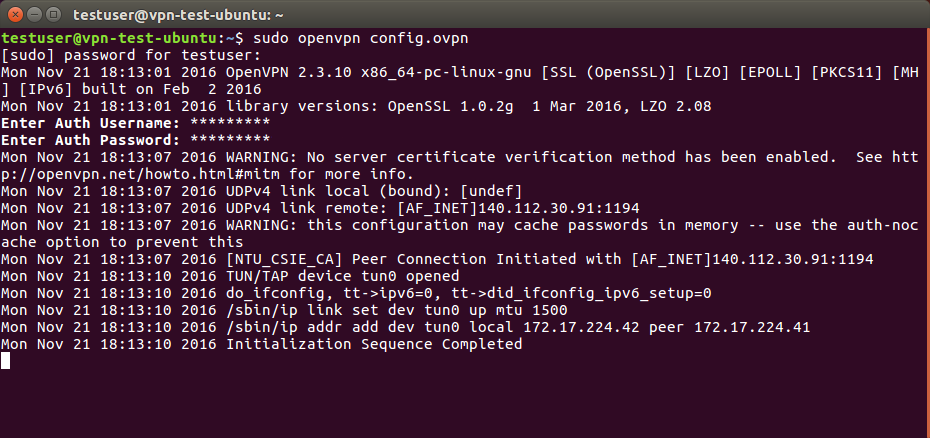 testuser@vpn-test-ubuntu: ~
testuser@vpn-test-ubuntu:~$ sudo openvpn config.ovpn
[sudo] password for testuser:
Mon Nov 21 18:13:01 2016 OpenVPN 2.3.10 x86_64-pc-linux-gnu [SSL (OpenSSL)] [LZO] [EPOLL] [PKCS11] [MH
] [IPv6] built on Feb  2 2016
Mon Nov 21 18:13:01 2016 library versions: OpenSSL 1.0.2g  1 Mar 2016, LZO 2.08
Enter Auth Username: *********
Enter Auth Password: *********
Mon Nov 21 18:13:07 2016 WARNING: No server certificate verification method has been enabled.  See htt
p://openvpn.net/howto.html#mitm for more info.
Mon Nov 21 18:13:07 2016 UDPv4 link local (bound): [undef]
Mon Nov 21 18:13:07 2016 UDPv4 link remote: [AF_INET]140.112.30.91:1194
Mon Nov 21 18:13:07 2016 WARNING: this configuration may cache passwords in memory -- use the auth-noc
ache option to prevent this
Mon Nov 21 18:13:07 2016 [NTU_CSIE_CA] Peer Connection Initiated with [AF_INET]140.112.30.91:1194
Mon Nov 21 18:13:10 2016 TUN/TAP device tun0 opened
Mon Nov 21 18:13:10 2016 do_ifconfig, tt->ipv6=0, tt->did_ifconfig_ipv6_setup=0
Mon Nov 21 18:13:10 2016 /sbin/ip link set dev tun0 up mtu 1500
Mon Nov 21 18:13:10 2016 /sbin/ip addr add dev tun0 local 172.17.224.42 peer 172.17.224.41
Mon Nov 21 18:13:10 2016 Initialization Sequence Completed